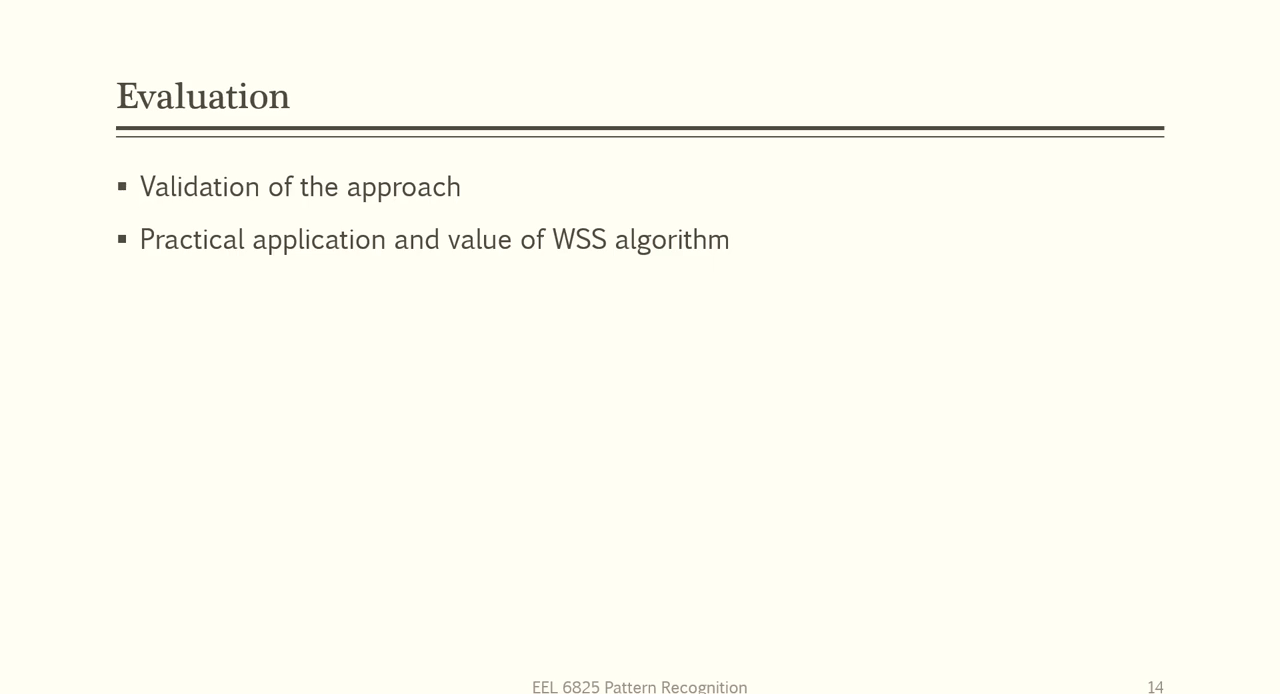 Evaluation
▪ Validation of the approach
▪ Practical application and value of WSS algorithm
EEL 6825 Pattern Recognition
14